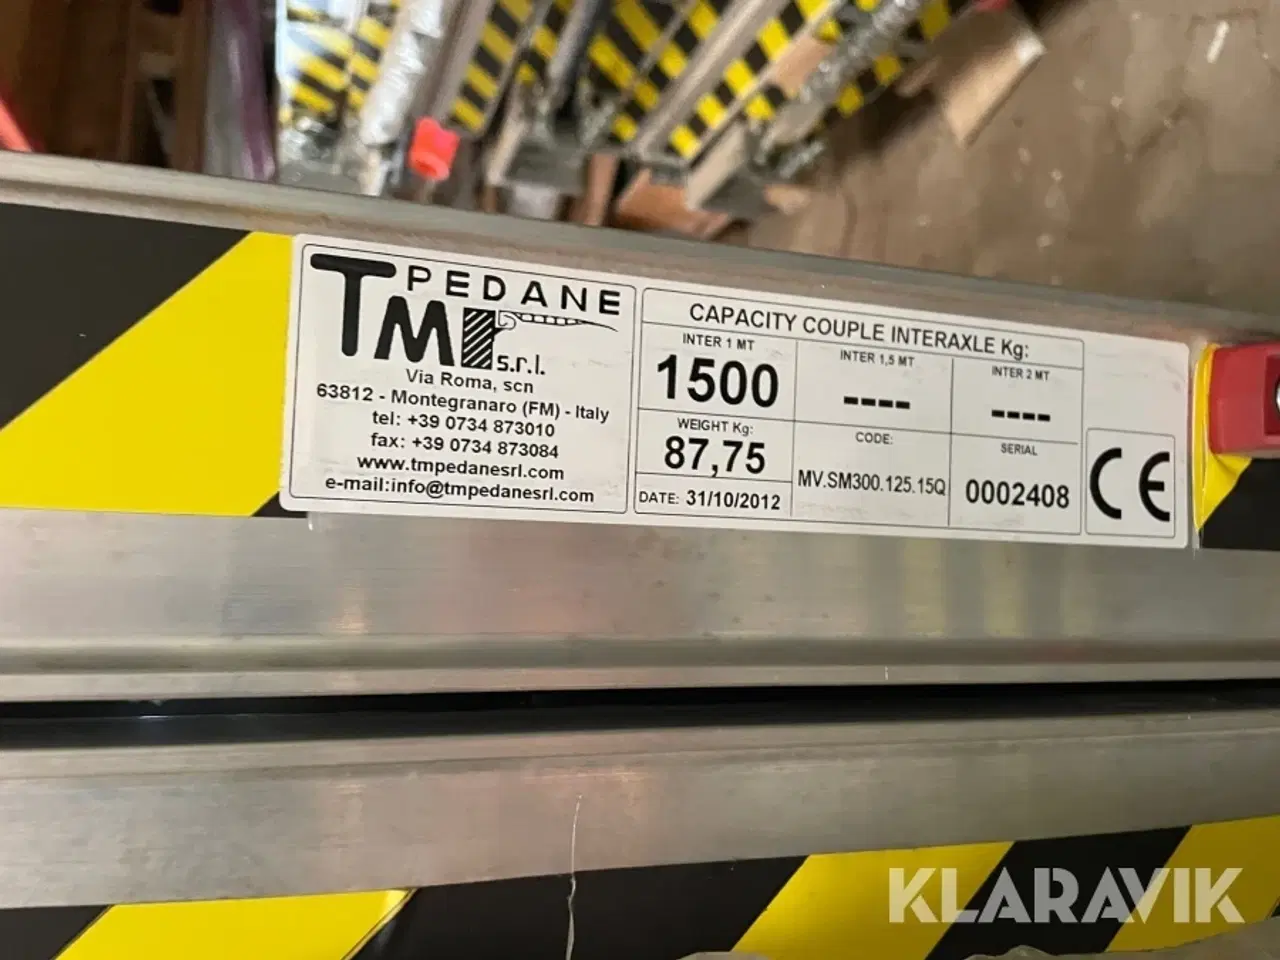 TM PEDANE
s.r.l.
Via Roma, scn
63812 - Montegranaro (FM) - Italy
tel: +39 0734 873010
fax: +39 0734 873084
www.tmpedanesrl.com
e-mail:info@tmpedanesrl.com
CAPACITY COUPLE INTERAXLE Kg:
INTER 1 MT
1500
INTER 1,5 MT
----
INTER 2 MT
----
WEIGHT Kg:
87,75
DATE: 31/10/2012
CODE:
MV.SM300.125.15Q
SERIAL
0002408
CE
KLARAVIK